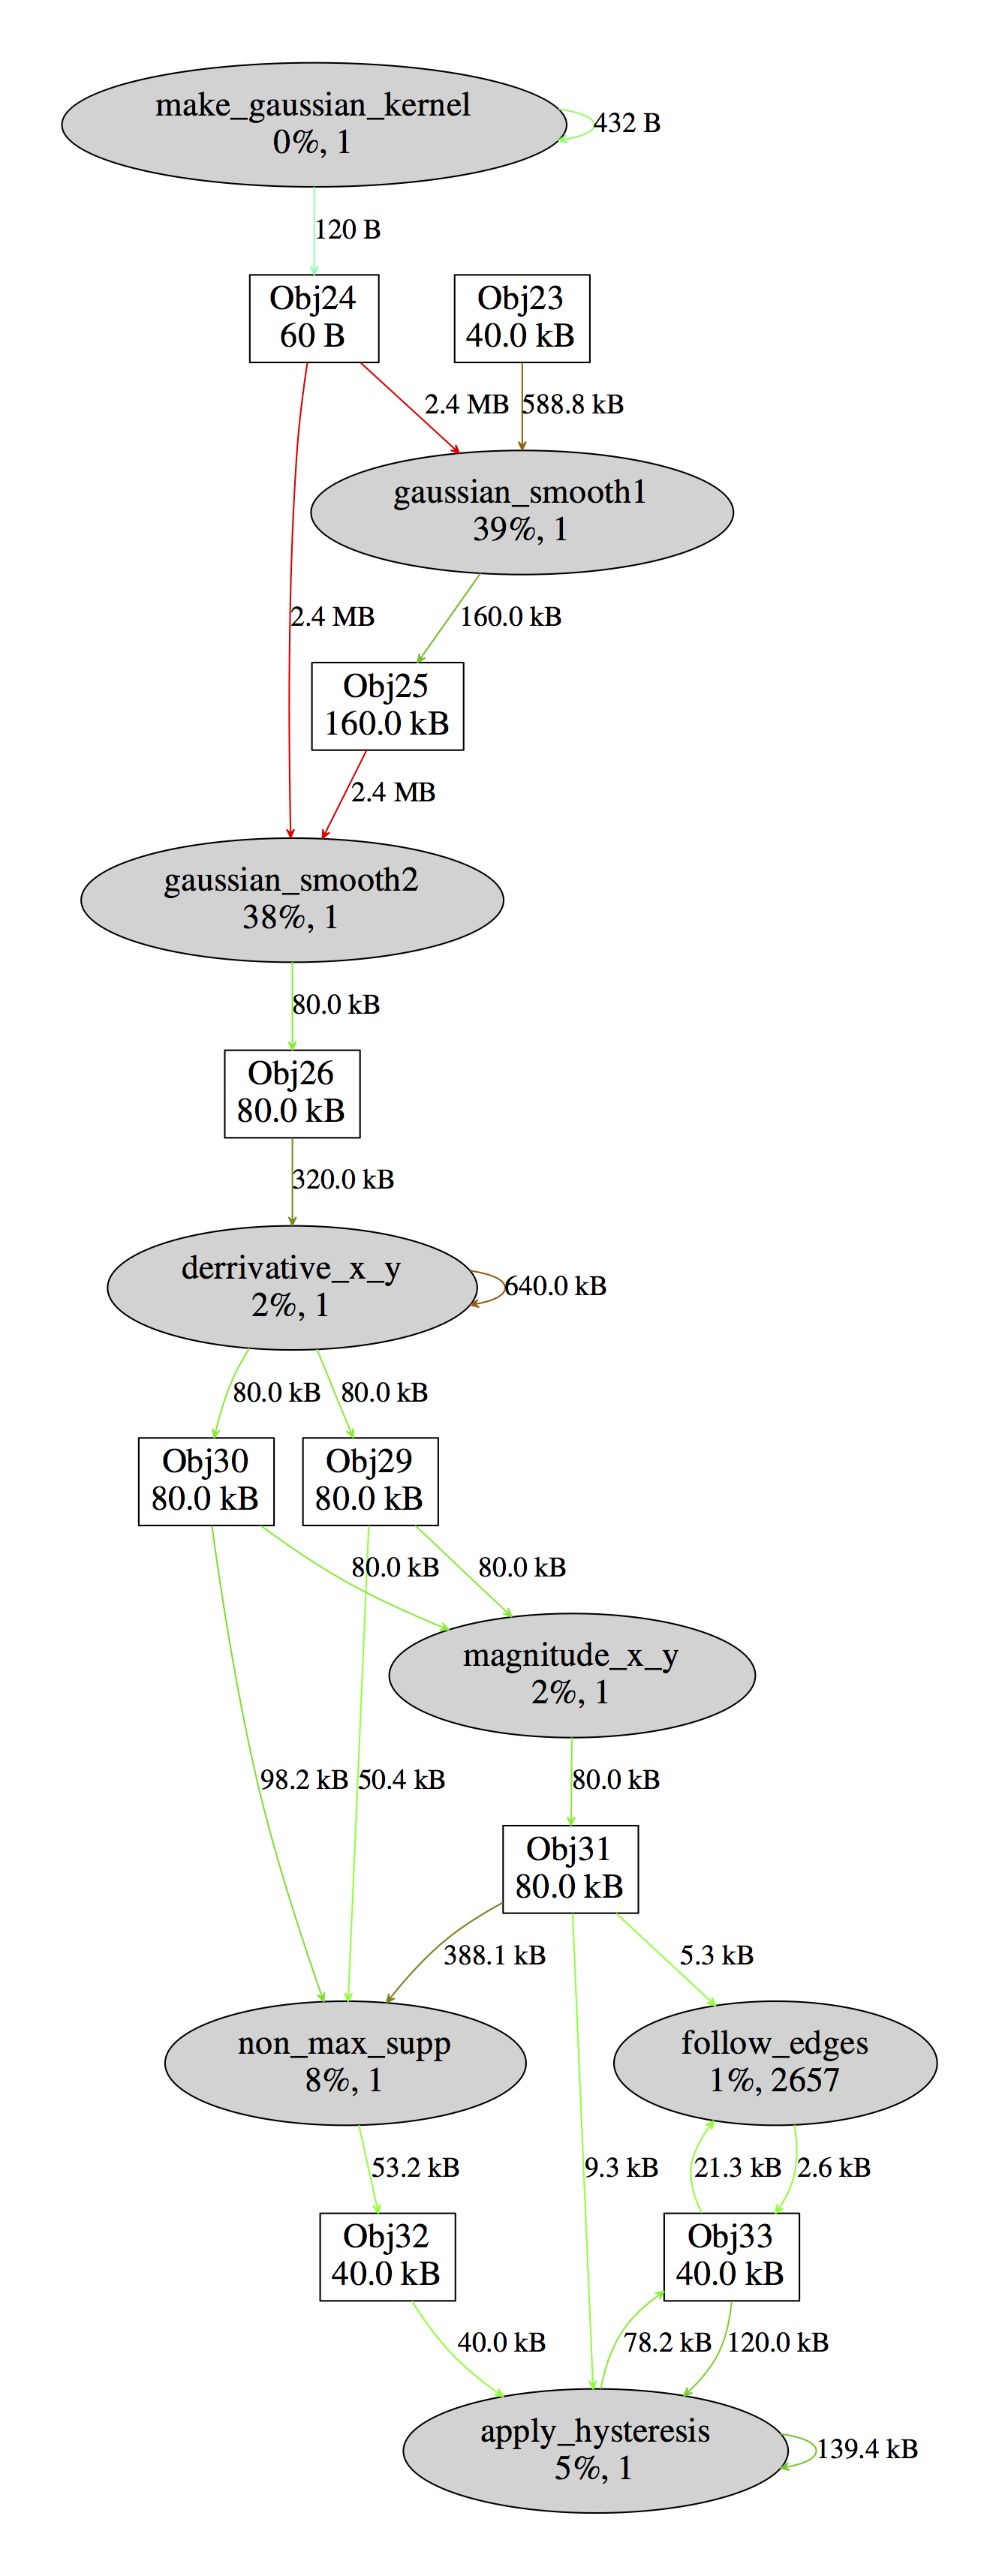 make_gaussian_kernel
0%, 1
432 B
120 B
Obj24
60 B
Obj23
40.0 kB
2.4 MB
588.8 kB
gaussian_smooth1
39%, 1
2.4 MB
160.0 kB
Obj25
160.0 kB
2.4 MB
gaussian_smooth2
38%, 1
80.0 kB
Obj26
80.0 kB
320.0 kB
derrivative_x_y
2%, 1
640.0 kB
80.0 kB
80.0 kB
Obj30
80.0 kB
Obj29
80.0 kB
80.0 kB
80.0 kB
magnitude_x_y
2%, 1
98.2 kB
50.4 kB
80.0 kB
Obj31
80.0 kB
388.1 kB
5.3 kB
non_max_supp
8%, 1
follow_edges
1%, 2657
53.2 kB
9.3 kB
21.3 kB
2.6 kB
Obj32
40.0 kB
Obj33
40.0 kB
40.0 kB
78.2 kB
120.0 kB
apply_hysteresis
5%, 1
139.4 kB